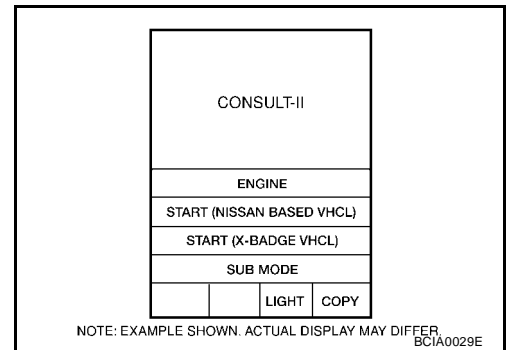 CONSULT-II
ENGINE
START (NISSAN BASED VHCL)
START (X-BADGE VHCL)
SUB MODE
LIGHT COPY
NOTE: EXAMPLE SHOWN. ACTUAL DISPLAY MAY DIFFER.
BCIA0029E